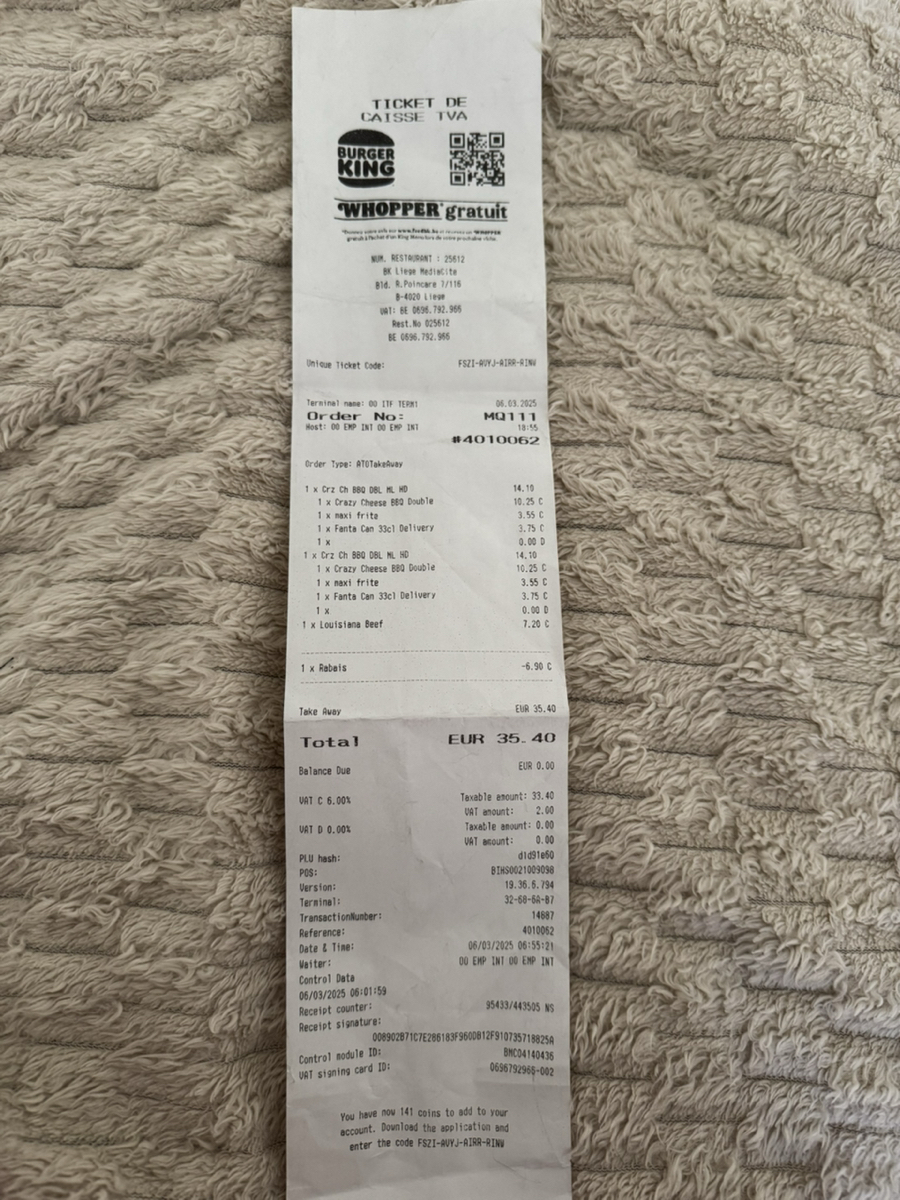 TICKET DE
CAISSE TVA
BURGER
KING
WHOPPER gratuit
NUM. RESTAURANT : 25612
BK Liege MediaCite
Bld. R.Poincare 7/116
B-4020 Liege
VAT: BE 0696.792.966
Rest.No 025612
BE 0696.792.966
Unique Ticket Code: FSZI-AVYJ-AIRR-RINW
Terminal name: 00 ITF TERM1 06.03.2025
Order No: MQ111
Host: 00 EMP INT 00 EMP INT 18:55
#4010062
Order Type: ATOTakeAway
1 x Crz Ch BBQ DBL ML HD 14.10
1 x Crazy Cheese BBQ Double 10.25 C
1 x maxi frite 3.55 C
1 x Fanta Can 33cl Delivery 3.75 C
1 x 0.00 D
1 x Crz Ch BBQ DBL ML HD 14.10
1 x Crazy Cheese BBQ Double 10.25 C
1 x maxi frite 3.55 C
1 x Fanta Can 33cl Delivery 3.75 C
1 x 0.00 D
1 x Louisiana Beef 7.20 C
1 x Rabais -6.90 C
Take Away EUR 35.40
Total EUR 35.40
Balance Due EUR 0.00
VAT C 6.00% Taxable amount: 33.40
VAT amount: 2.00
VAT D 0.00% Taxable amount: 0.00
VAT amount: 0.00
PLU hash: d1d91e60
POS: BIHS0021009098
Version: 19.36.6.794
Terminal: 32-68-6A-B7
TransactionNumber: 14887
Reference: 4010062
Date & Time: 06/03/2025 06:55:21
Waiter: 00 EMP INT 00 EMP INT
Control Data
06/03/2025 06:01:59
Receipt counter: 95433/443505 NS
Receipt signature:
Control module ID: BMC04140436
VAT signing card ID: 0696792966-002
You have now 141 coins to add to your
account. Download the application and
enter the code FSZI-AVYJ-AIRR-RINW